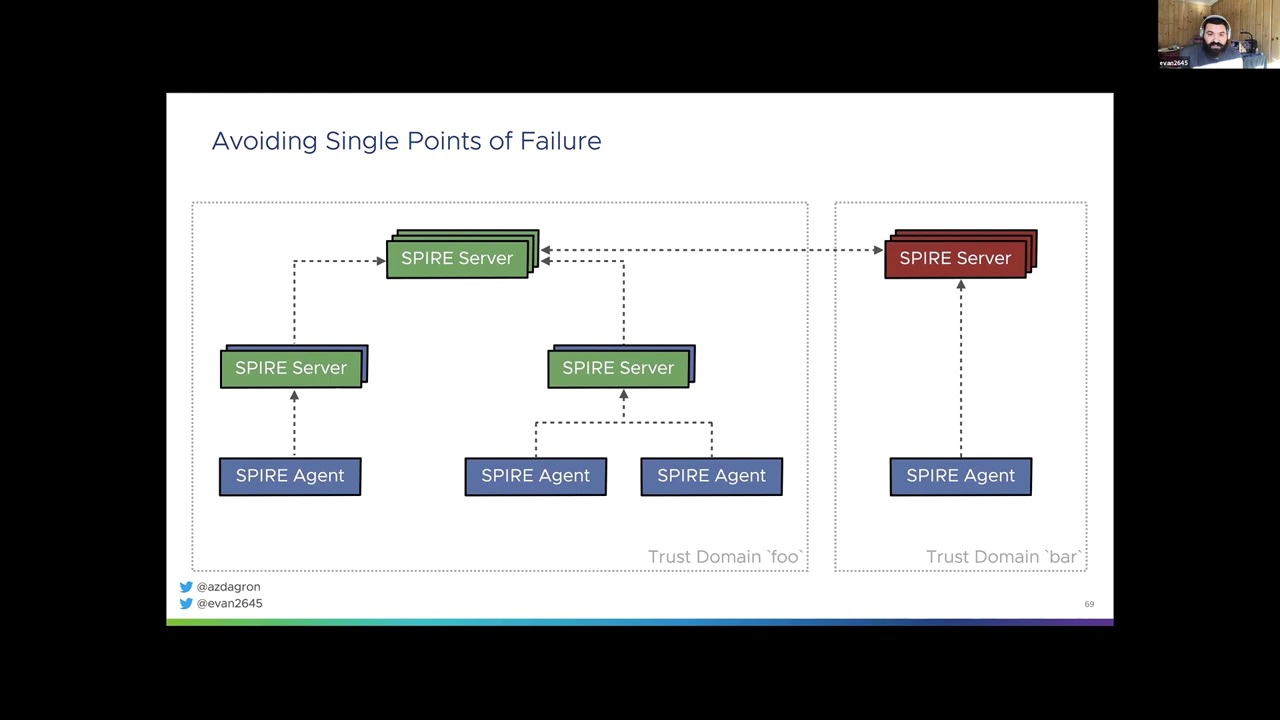 evan2645
Avoiding Single Points of Failure
SPIRE Server
SPIRE Server
SPIRE Server
SPIRE Server
SPIRE Agent
SPIRE Agent
SPIRE Agent
SPIRE Agent
Trust Domain `foo`
Trust Domain `bar`
@azdagron
@evan2645
69